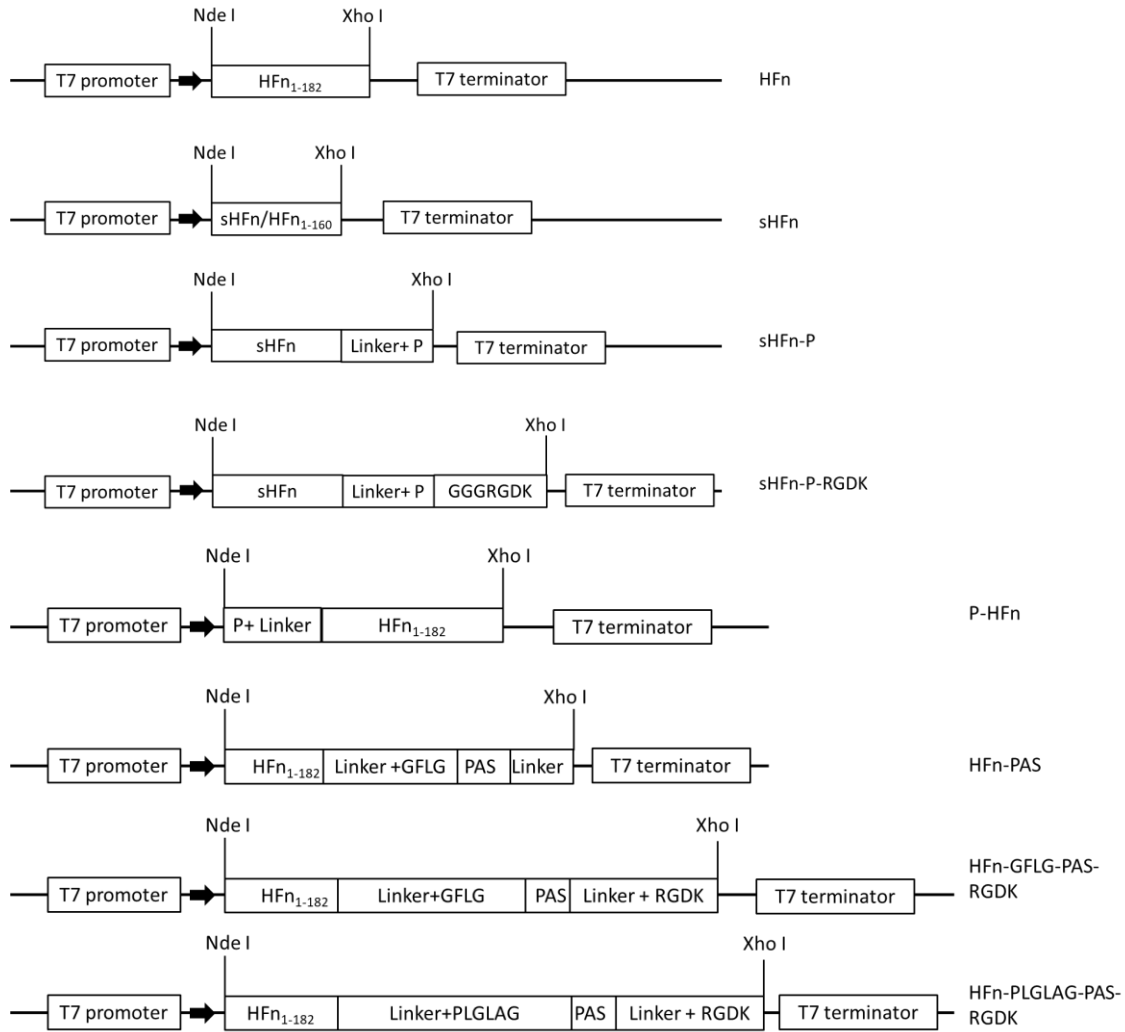 Nde I Xho I
T7 promoter HFn1-182 T7 terminator HFn
Nde I Xho I
T7 promoter sHFn/HFn1-160 T7 terminator sHFn
Nde I Xho I
T7 promoter sHFn Linker+ P T7 terminator sHFn-P
Nde I Xho I
T7 promoter sHFn Linker+ P GGGRGDK T7 terminator sHFn-P-RGDK
Nde I Xho I
T7 promoter P+ Linker HFn1-182 T7 terminator P-HFn
Nde I Xho I
T7 promoter HFn1-182 Linker +GFLG PAS Linker T7 terminator HFn-PAS
Nde I Xho I
T7 promoter HFn1-182 Linker+GFLG PAS Linker + RGDK T7 terminator HFn-GFLG-PAS-
RGDK
Nde I Xho I
T7 promoter HFn1-182 Linker+PLGLAG PAS Linker + RGDK T7 terminator HFn-PLGLAG-PAS-
RGDK